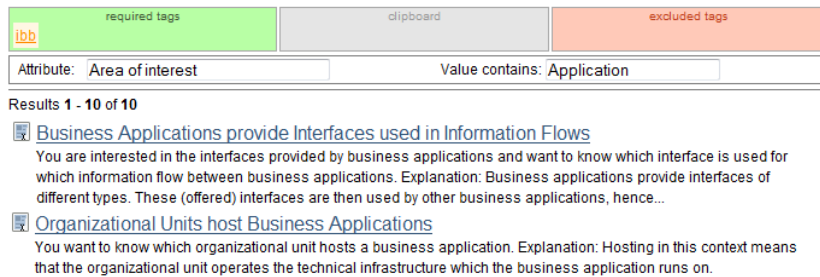 required tags clipboard excluded tags
ibb
Attribute: Area of interest Value contains: Application
Results 1 - 10 of 10
Business Applications provide Interfaces used in Information Flows
You are interested in the interfaces provided by business applications and want to know which interface is used for
which information flow between business applications. Explanation: Business applications provide interfaces of
different types. These (offered) interfaces are then used by other business applications, hence...
Organizational Units host Business Applications
You want to know which organizational unit hosts a business application. Explanation: Hosting in this context means
that the organizational unit operates the technical infrastructure which the business application runs on.